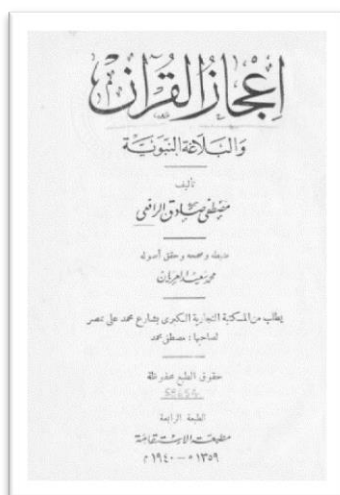 إعجاز القرآن
والبلاغة النبوية
تأليف
مصطفى صادق الرافعي
ضبطه وصححه وحقق أصوله
محمد سعيد العريان
يطلب من المكتبة التجارية الكبرى بشارع محمد علي بمصر
لصاحبها : مصطفى محمد
حقوق الطبع محفوظة
الطبعة الرابعة
مطبعة الاستقامة
١٣٥٩ ه‍ – ١٩٤٠ م